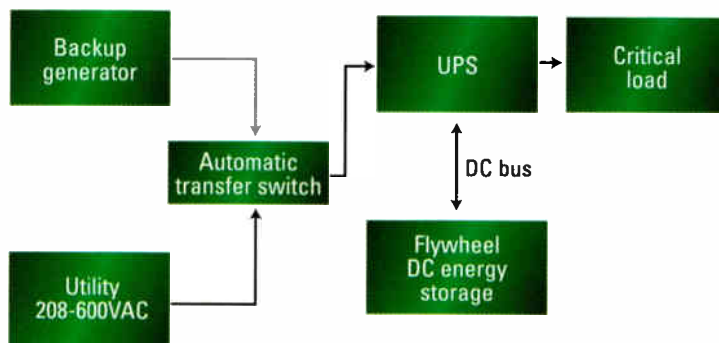 Backup
generator
UPS
Critical
load
Automatic
transfer switch
DC bus
Utility
208-600VAC
Flywheel
DC energy
storage